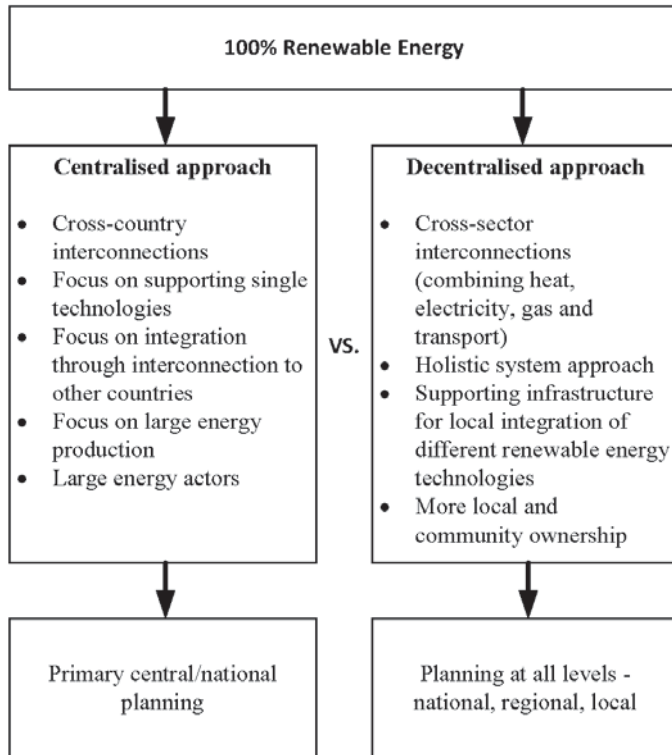 100% Renewable Energy
Centralised approach
• Cross-country
interconnections
• Focus on supporting single
technologies
• Focus on integration
through interconnection to
other countries
• Focus on large energy
production
• Large energy actors
VS.
Decentralised approach
• Cross-sector
interconnections
(combining heat,
electricity, gas and
transport)
• Holistic system approach
• Supporting infrastructure
for local integration of
different renewable energy
technologies
• More local and
community ownership
Primary central/national
planning
Planning at all levels -
national, regional, local